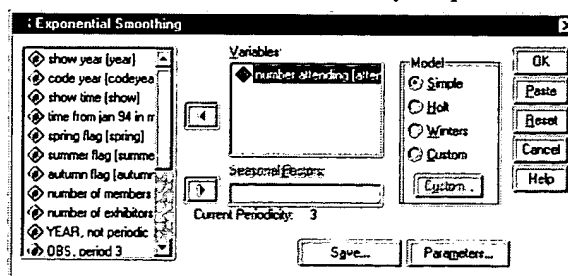 : Exponential Smoothing
show year [year]
code year [codeyea
show time [show]
time from jan 94 in m
spring flag [spring]
summer flag [summe
autumn flag [autumn
number of members
number of exhibitors
YEAR, not periodic
OBS, period 3
Variables:
number attending [atten
Seasonal Factors:
Current Periodicity: 3
Model
Simple
Holt
Winters
Custom
Custom...
OK
Paste
Reset
Cancel
Help
Save...
Parameters...